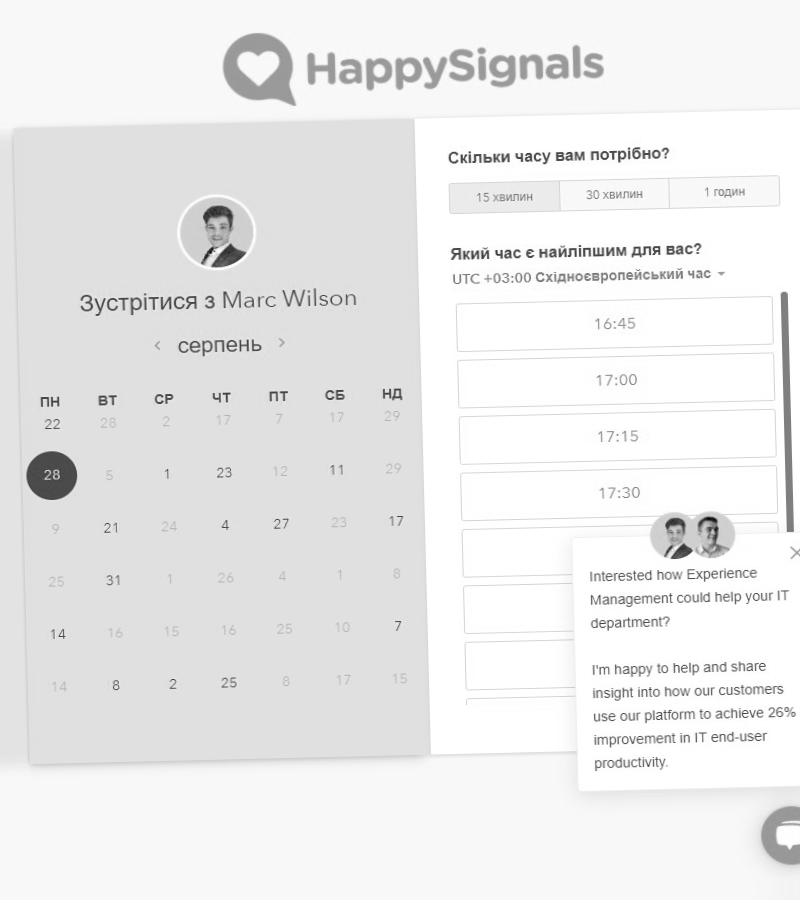 HappySignals
Зустрітися з Marc Wilson
серпень
ПН ВТ СР ЧТ ПТ СБ НД
22 28 2 17 7 17 29
28 5 1 23 12 11 29
9 21 24 4 27 23 17
25 31 1 26 4 1 8
14 16 15 16 25 10 7
14 8 2 25 8 17 15
Скільки часу вам потрібно?
15 хвилин 30 хвилин 1 годин
Який час є найліпшим для вас?
UTC +03:00 Східноєвропейський час
16:45
17:00
17:15
17:30
Interested how Experience
Management could help your IT
department?
I'm happy to help and share
insight into how our customers
use our platform to achieve 26%
improvement in IT end-user
productivity.